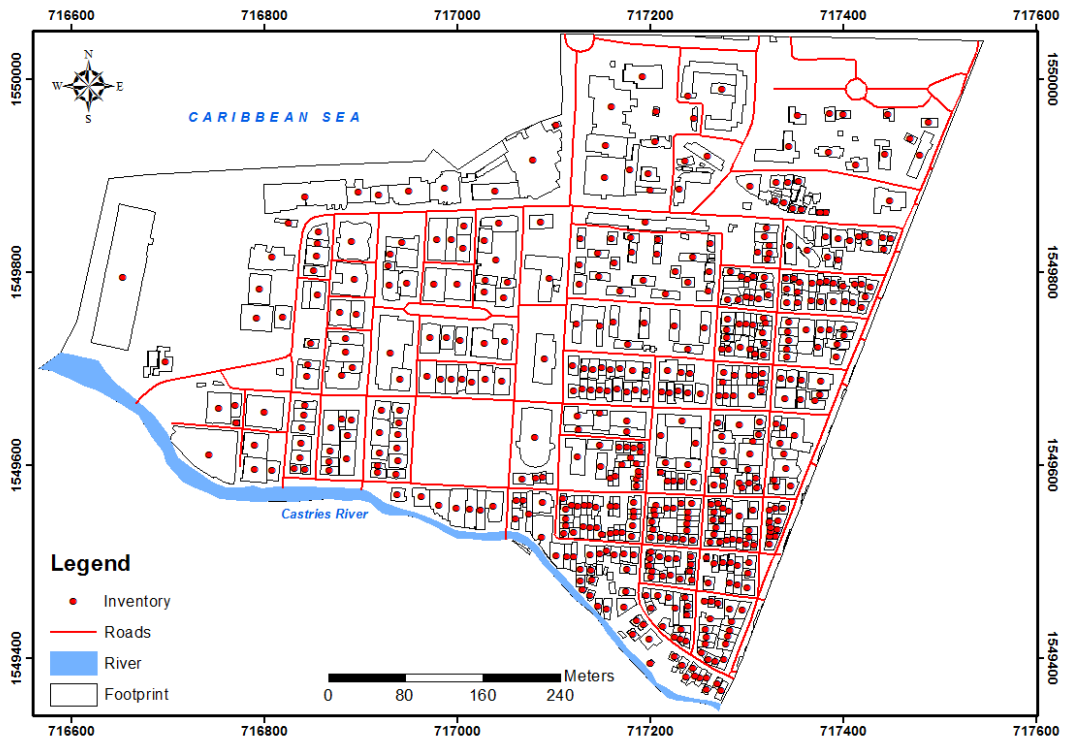 716600 716800 717000 717200 717400 717600
1550000 1550000
N
W E
S
CARIBBEAN SEA
1549800 1549800
1549600 1549600
Castries River
Legend
Inventory
Roads
River
Footprint
1549400 1549400
Meters
0 80 160 240
716600 716800 717000 717200 717400 717600